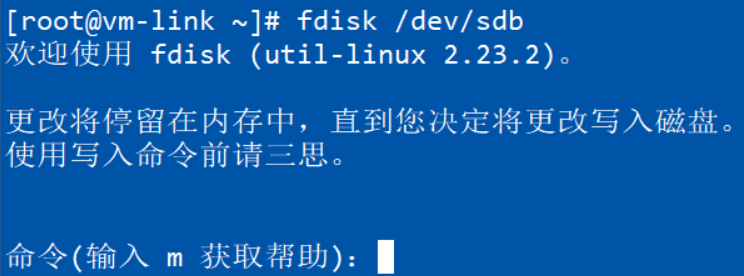 [root@vm-link ~]# fdisk /dev/sdb
欢迎使用 fdisk (util-linux 2.23.2)。
更改将停留在内存中，直到您决定将更改写入磁盘。
使用写入命令前请三思。
命令(输入 m 获取帮助)：